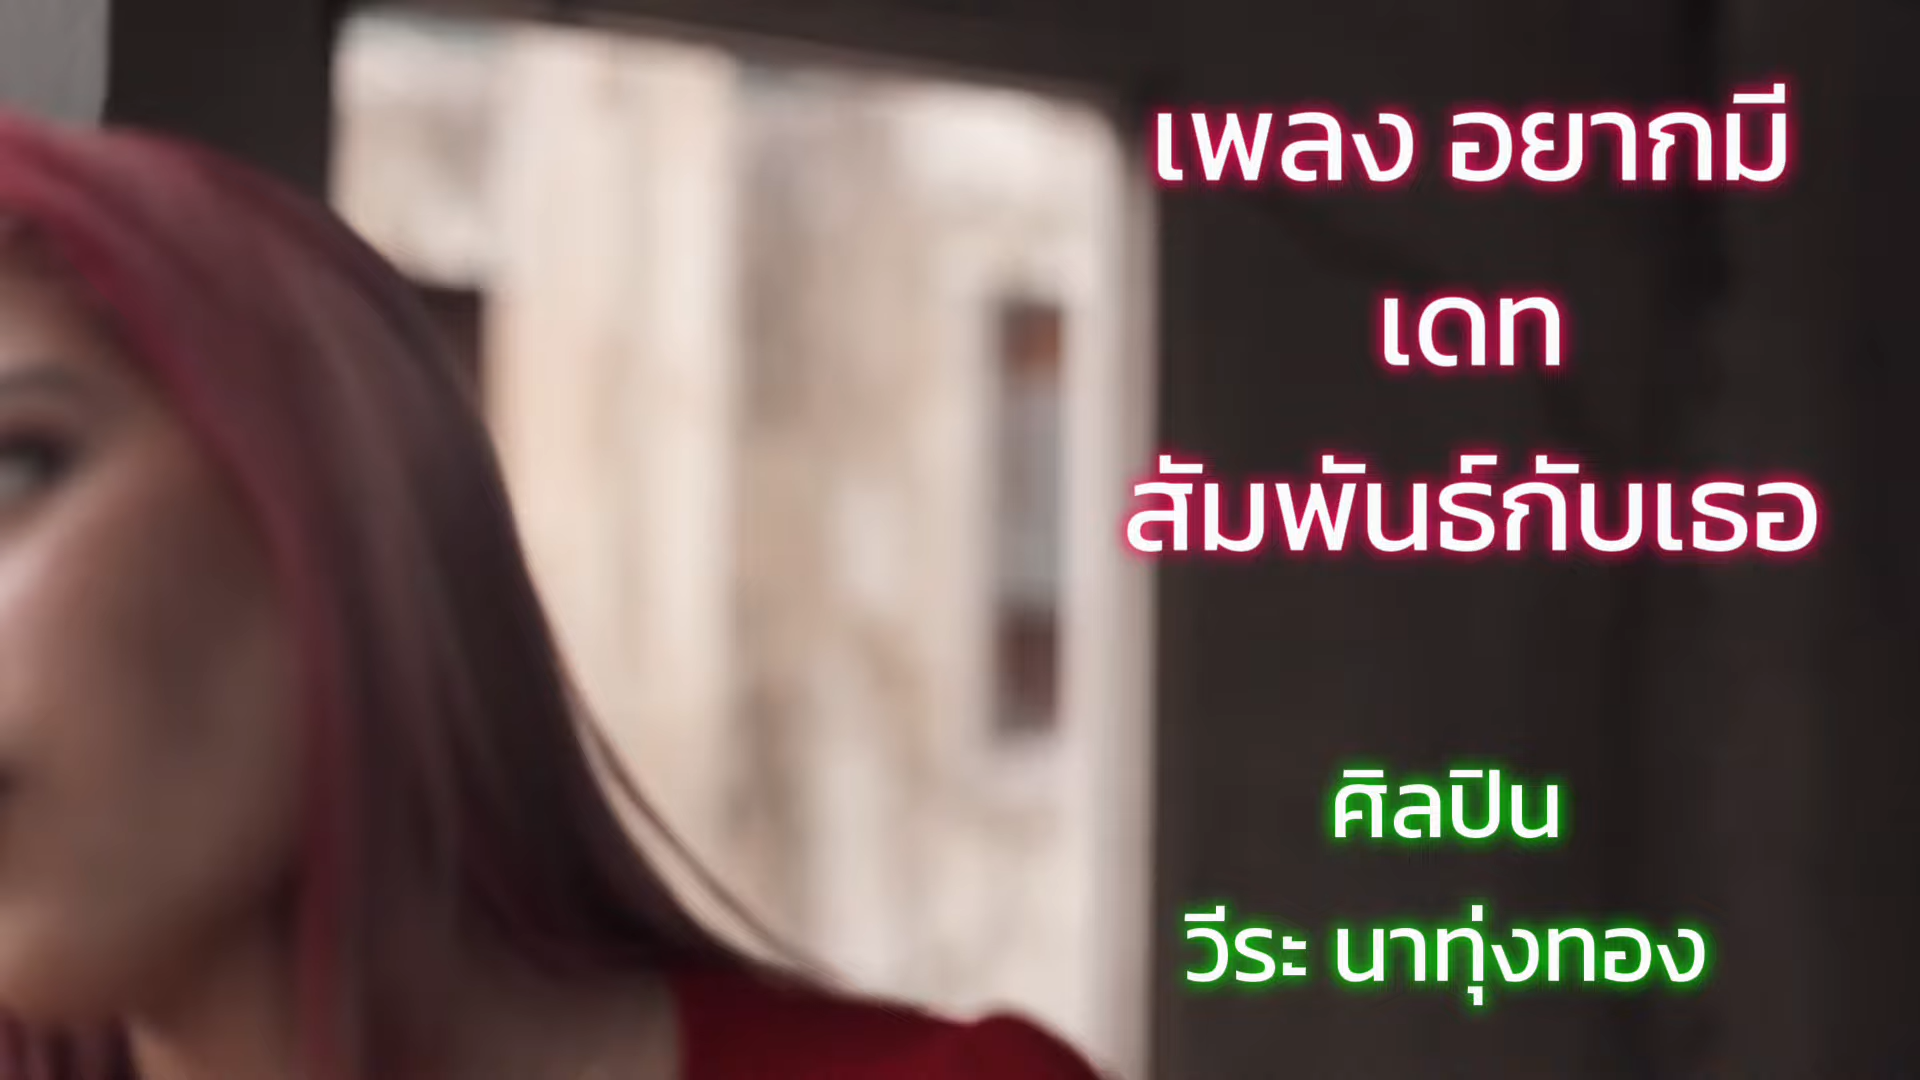 เพลง อยากมี
เดท
สัมพันธ์กับเธอ
ศิลปิน
วีระ นาทุ่งทอง